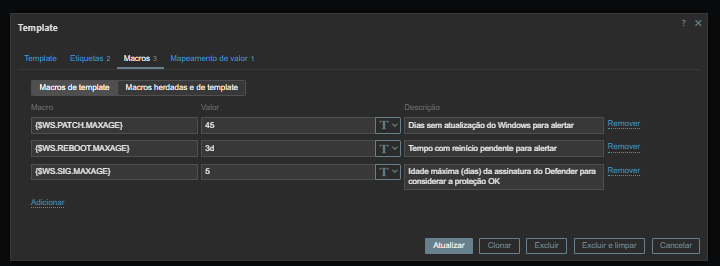 Template
? ×
Template Etiquetas 2 Macros 3 Mapeamento de valor 1
Macros de template Macros herdadas e de template
Macro Valor Descrição
{$WS.PATCH.MAXAGE} 45 T Dias sem atualização do Windows para alertar Remover
{$WS.REBOOT.MAXAGE} 3d T Tempo com reinício pendente para alertar Remover
{$WS.SIG.MAXAGE} 5 T Idade máxima (dias) da assinatura do Defender para Remover
considerar a proteção OK
Adicionar
Atualizar Clonar Excluir Excluir e limpar Cancelar